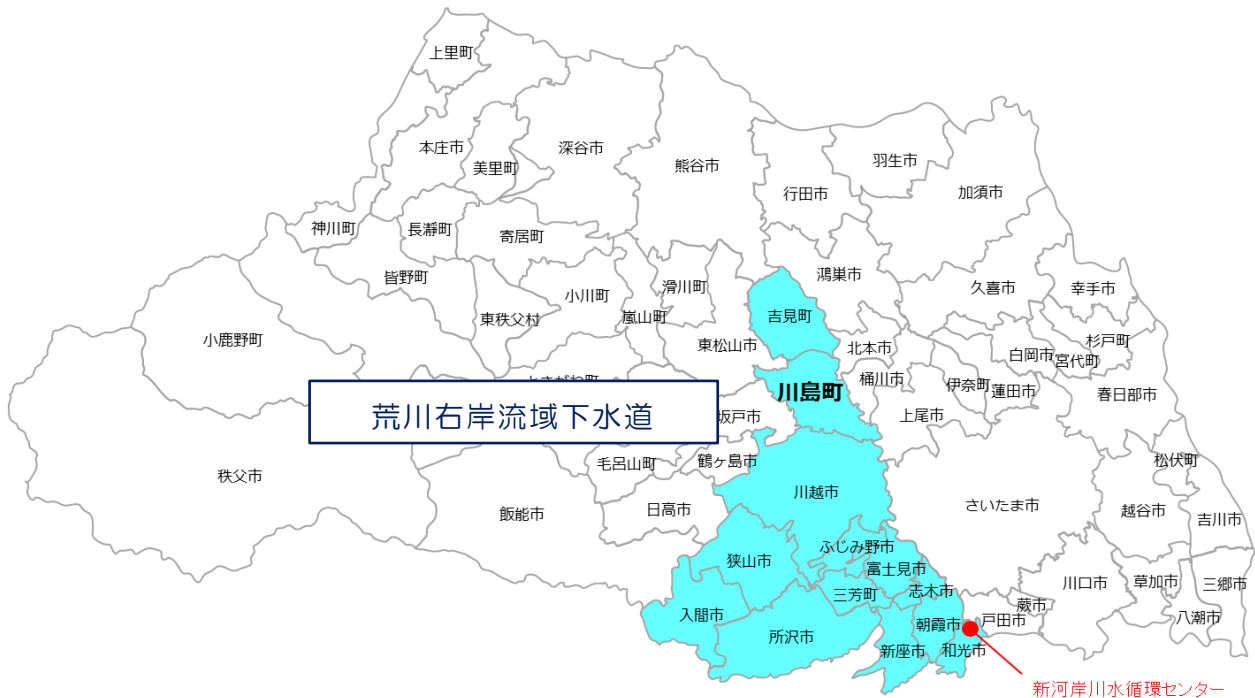 上里町
本庄市
美里町
深谷市
熊谷市
行田市
羽生市
加須市
神川町
長瀞町
寄居町
皆野町
小川町
東秩父村
嵐山町
滑川町
鴻巣市
久喜市
幸手市
小鹿野町
吉見町
東松山市
北本市
白岡市
宮代町
杉戸町
川島町
桶川市
伊奈町
蓮田市
春日部市
上尾市
荒川右岸流域下水道
坂戸市
秩父市
毛呂山町
鶴ヶ島市
松伏町
飯能市
日高市
川越市
さいたま市
越谷市
吉川市
ふじみ野市
狭山市
富士見市
三芳町
志木市
川口市
草加市
三郷市
入間市
所沢市
朝霞市
戸田市
蕨市
八潮市
新座市
和光市
新河岸川水循環センター